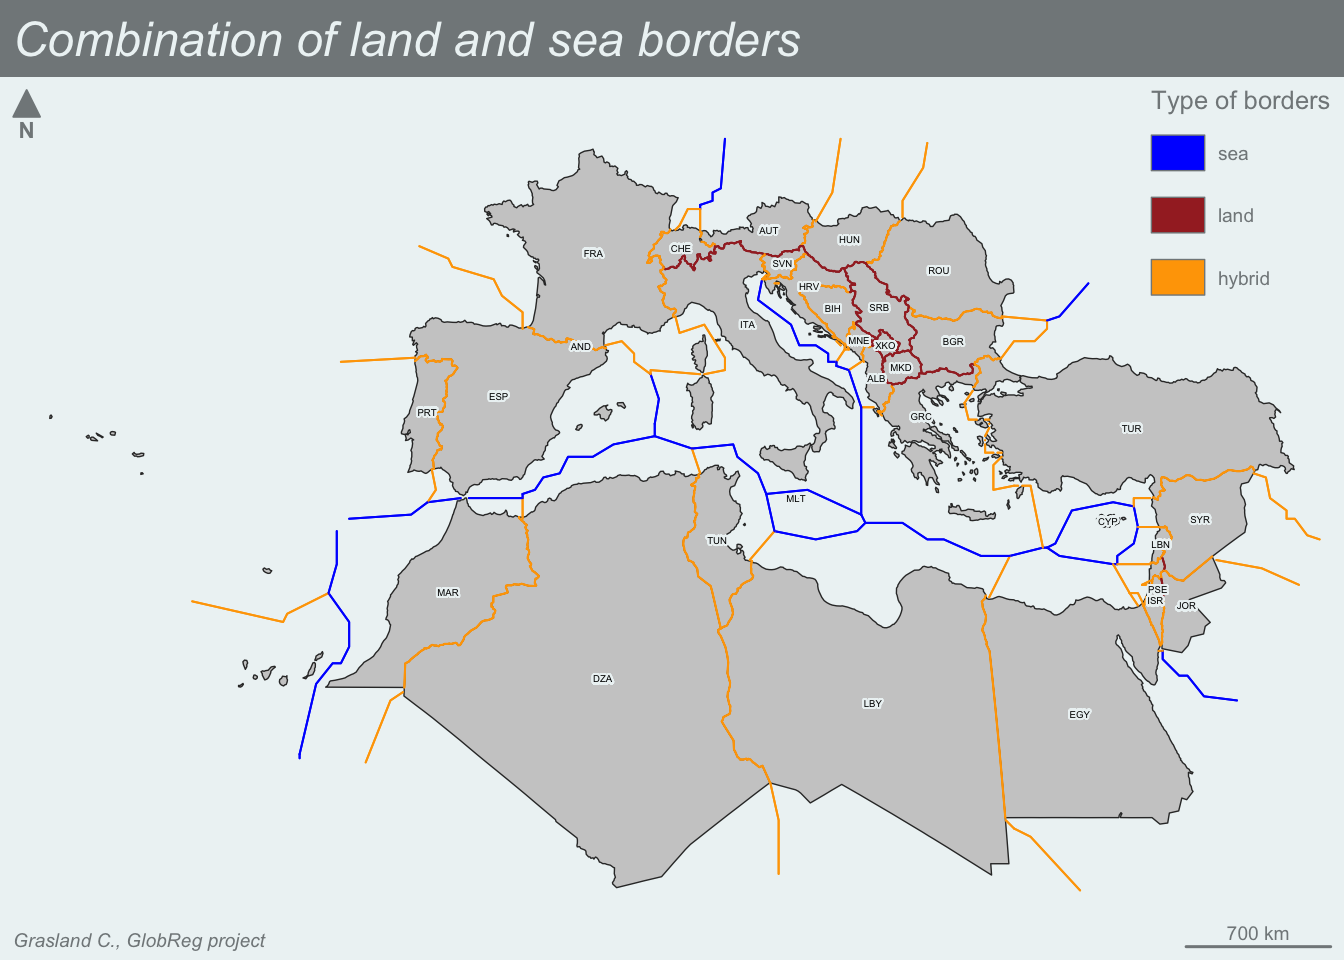 Combination of land and sea borders
N
Type of borders
sea
land
hybrid
FRA
CHE
AUT
HUN
SVN
ROU
HRV
BIH
SRB
ITA
MNE
XKO
BGR
AND
MKD
ALB
ESP
PRT
GRC
TUR
MLT
CYP
SYR
TUN
LBN
MAR
PSE
ISR
JOR
DZA
LBY
EGY
Grasland C., GlobReg project
700 km